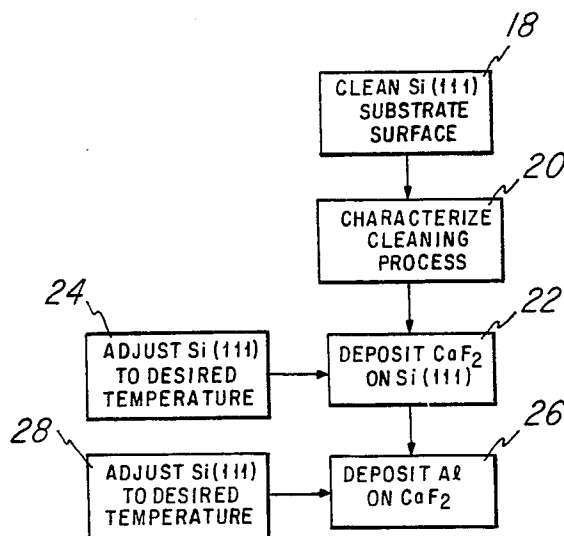 18
CLEAN Si(111)
SUBSTRATE
SURFACE
20
CHARACTERIZE
CLEANING
PROCESS
24
ADJUST Si(111)
TO DESIRED
TEMPERATURE
22
DEPOSIT CaF2
ON Si(111)
28
ADJUST Si(111)
TO DESIRED
TEMPERATURE
26
DEPOSIT Al
ON CaF2